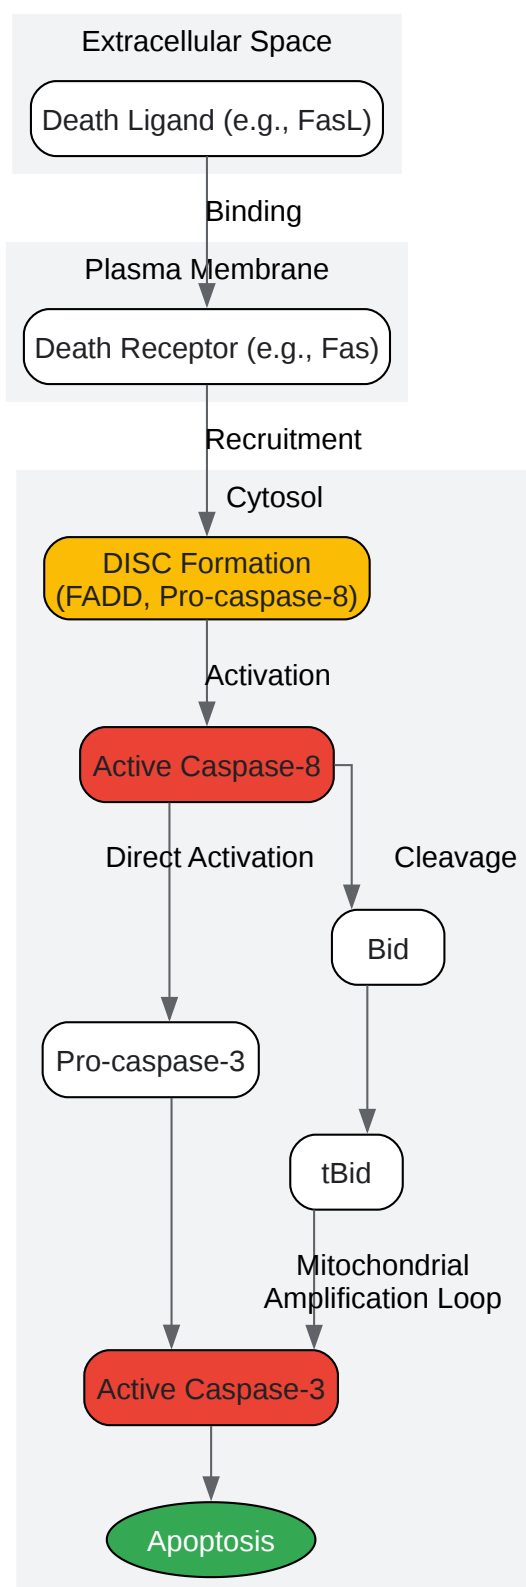 Extracellular Space
Death Ligand (e.g., FasL)
Binding
Plasma Membrane
Death Receptor (e.g., Fas)
Recruitment
Cytosol
DISC Formation
(FADD, Pro-caspase-8)
Activation
Active Caspase-8
Direct Activation
Cleavage
Bid
Pro-caspase-3
tBid
Mitochondrial
Amplification Loop
Active Caspase-3
Apoptosis